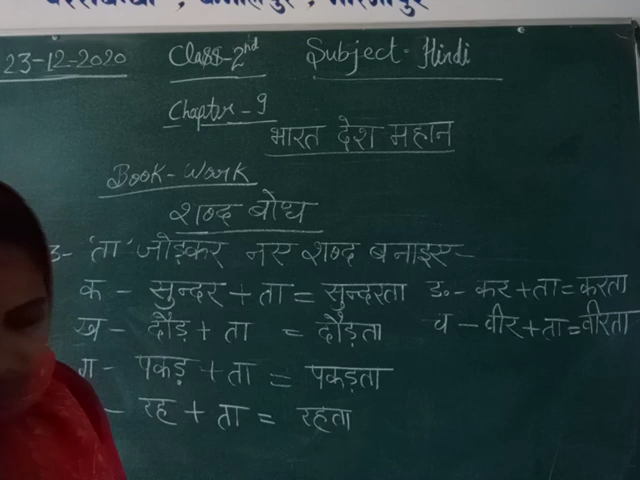 23-12-2020 Class-2nd Subject-Hindi
Chapter-9
भारत देश महान
Book-Work
शब्द बोध
3- 'ता' जोड़कर नए शब्द बनाइए-
क - सुन्दर + ता = सुन्दरता ड.- कर + ता = करता
ख - दौड़ + ता = दौड़ता च - वीर + ता = वीरता
ग - पकड़ + ता = पकड़ता
- रह + ता = रहता